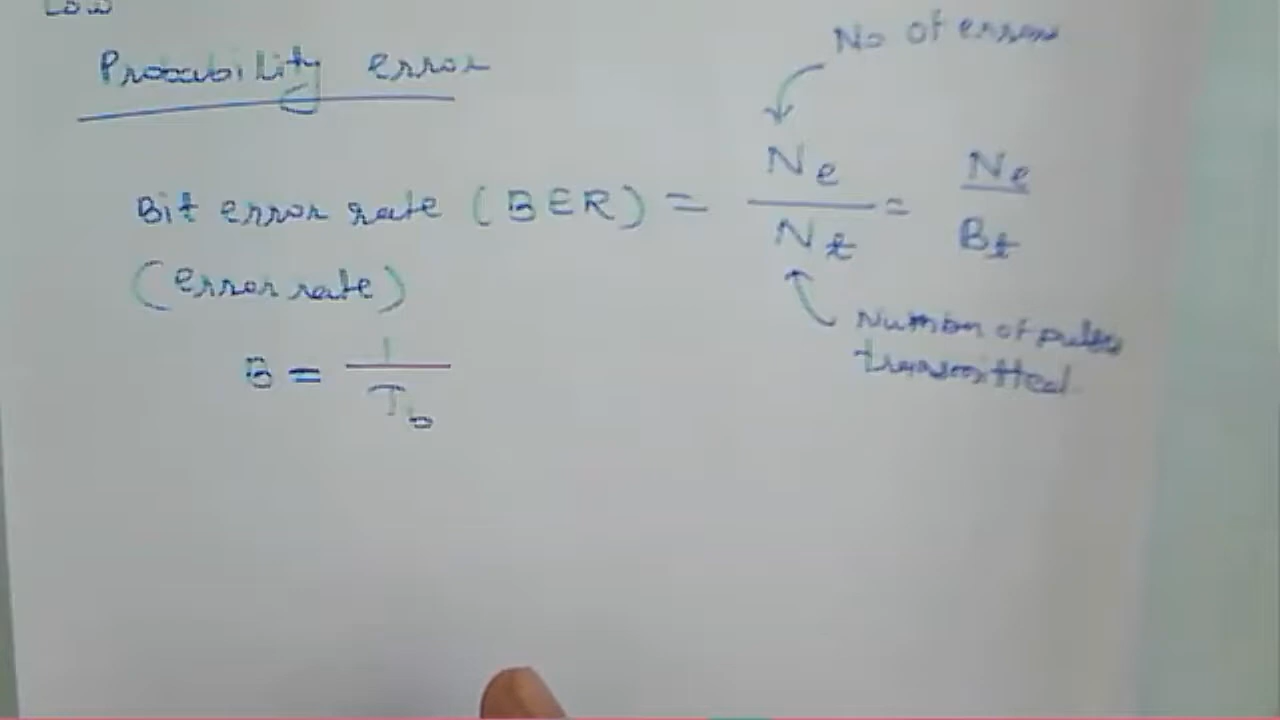 Low
Probability error
No of errors
Bit error rate (BER) = Ne/Nt = Ne/Bt
(error rate)
Number of pulses
transmitted
B = 1/Tb